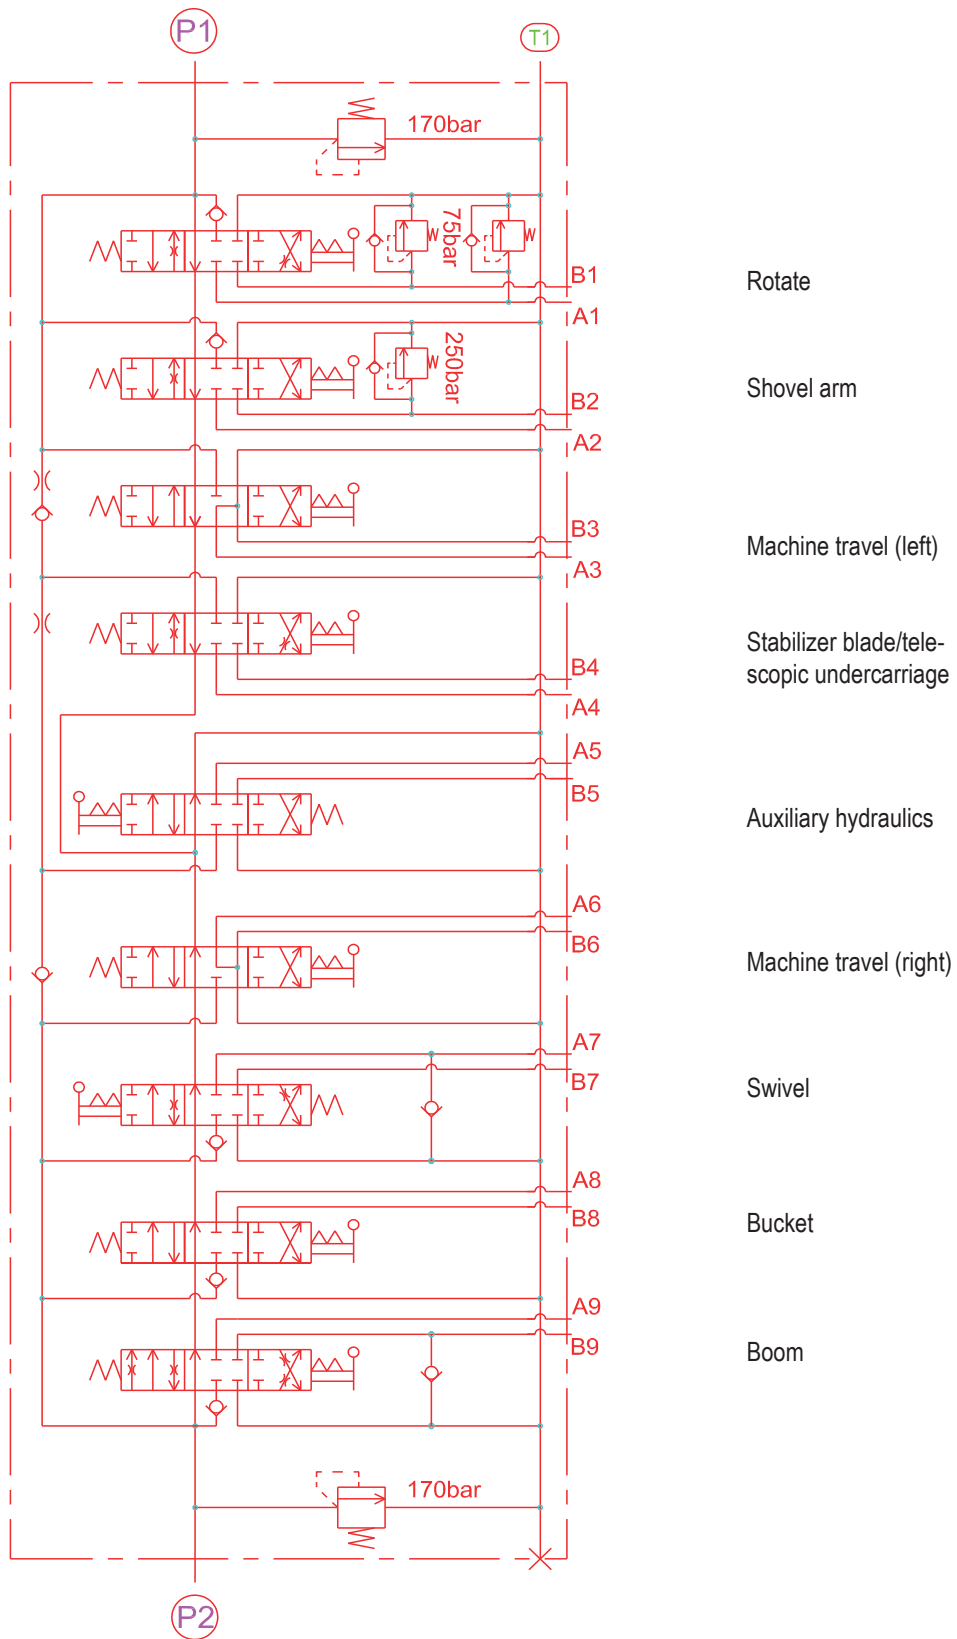 P1
T1
170bar
75bar
B1
Rotate
A1
250bar
Shovel arm
B2
A2
B3
Machine travel (left)
A3
Stabilizer blade/tele-
scopic undercarriage
B4
A4
A5
B5
Auxiliary hydraulics
A6
B6
Machine travel (right)
A7
B7
Swivel
A8
B8
Bucket
A9
B9
Boom
170bar
P2